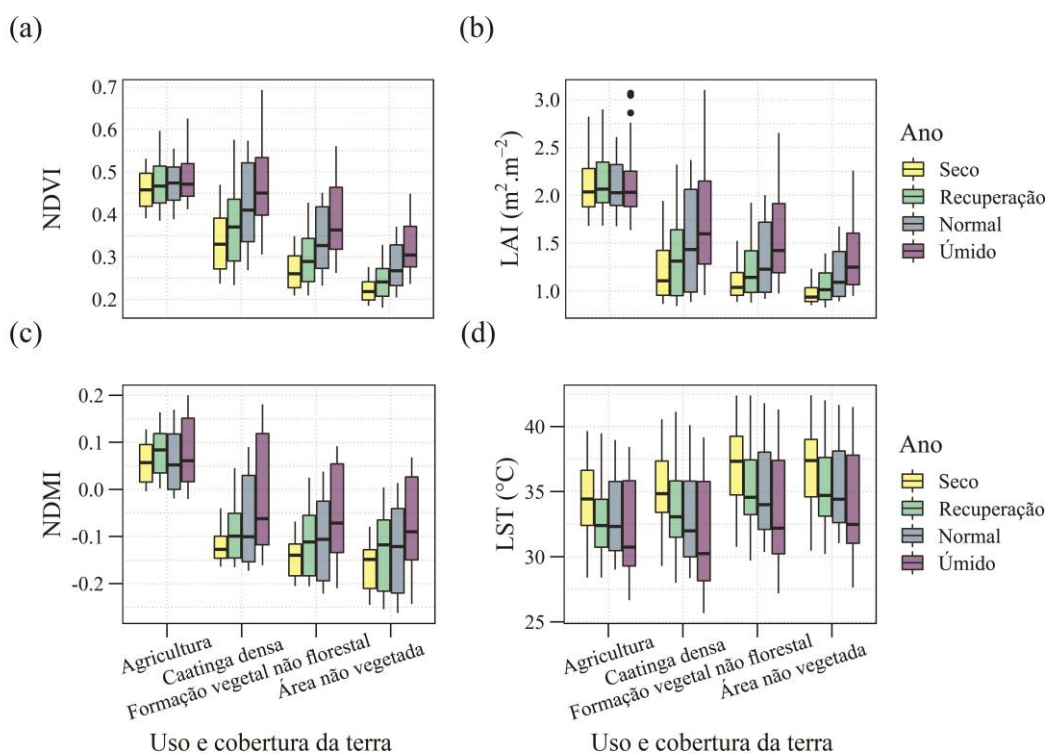 (a)
NDVI
0.7
0.6
0.5
0.4
0.3
0.2
(b)
LAI (m².m⁻²)
3.0
2.5
2.0
1.5
1.0
Ano
Seco
Recuperação
Normal
Úmido
(c)
NDMI
0.2
0.1
0.0
-0.1
-0.2
Agricultura
Caatinga densa
Formação vegetal não florestal
Área não vegetada
Uso e cobertura da terra
(d)
LST (°C)
40
35
30
25
Agricultura
Caatinga densa
Formação vegetal não florestal
Área não vegetada
Uso e cobertura da terra
Ano
Seco
Recuperação
Normal
Úmido